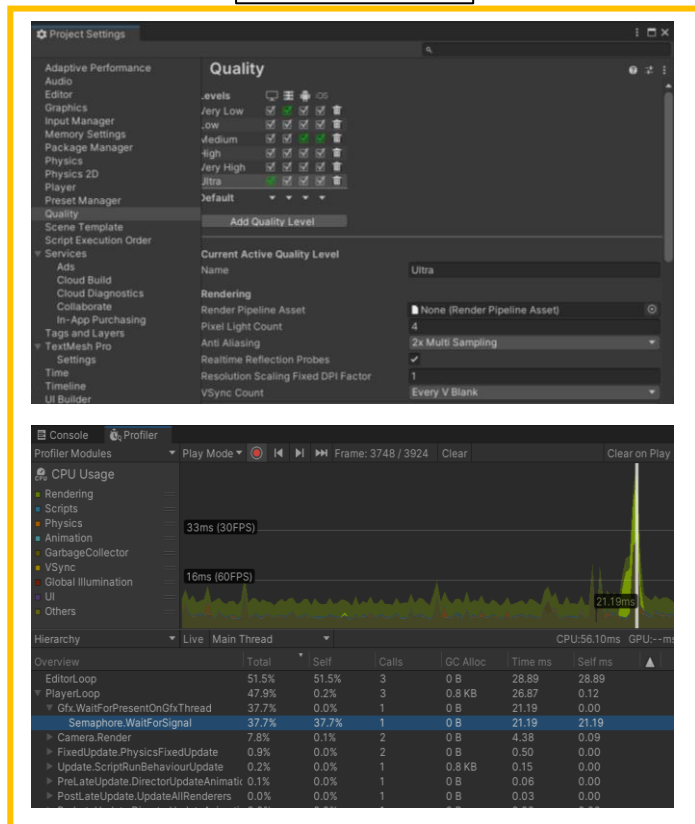 Project Settings
Adaptive Performance
Audio
Editor
Graphics
Input Manager
Memory Settings
Package Manager
Physics
Physics 2D
Player
Preset Manager
Quality
Scene Template
Script Execution Order
Services
Ads
Cloud Build
Cloud Diagnostics
Collaborate
In-App Purchasing
Tags and Layers
TextMesh Pro
Settings
Time
Timeline
UI Builder
Quality
.evels
iOS
/ery Low
.ow
Medium
High
/ery High
Ultra
Default
Add Quality Level
Current Active Quality Level
Name Ultra
Rendering
Render Pipeline Asset None (Render Pipeline Asset)
Pixel Light Count 4
Anti Aliasing 2x Multi Sampling
Realtime Reflection Probes
Resolution Scaling Fixed DPI Factor 1
VSync Count Every V Blank
Console Profiler
Profiler Modules Play Mode Frame: 3748 / 3924 Clear Clear on Play
CPU Usage
Rendering
Scripts
Physics
Animation
GarbageCollector
VSync
Global Illumination
UI
Others
33ms (30FPS)
16ms (60FPS)
21.19ms
Hierarchy Live Main Thread CPU:56.10ms GPU:--ms
Overview Total Self Calls GC Alloc Time ms Self ms
EditorLoop 51.5% 51.5% 3 0 B 28.89 28.89
PlayerLoop 47.9% 0.2% 3 0.8 KB 26.87 0.12
Gfx.WaitForPresentOnGfxThread 37.7% 0.0% 1 0 B 21.19 0.00
Semaphore.WaitForSignal 37.7% 37.7% 1 0 B 21.19 21.19
Camera.Render 7.8% 0.1% 2 0 B 4.38 0.09
FixedUpdate.PhysicsFixedUpdate 0.9% 0.0% 2 0 B 0.50 0.00
Update.ScriptRunBehaviourUpdate 0.2% 0.0% 1 0.8 KB 0.15 0.00
PreLateUpdate.DirectorUpdateAnimatic 0.1% 0.0% 1 0 B 0.06 0.00
PostLateUpdate.UpdateAllRenderers 0.0% 0.0% 1 0 B 0.03 0.00